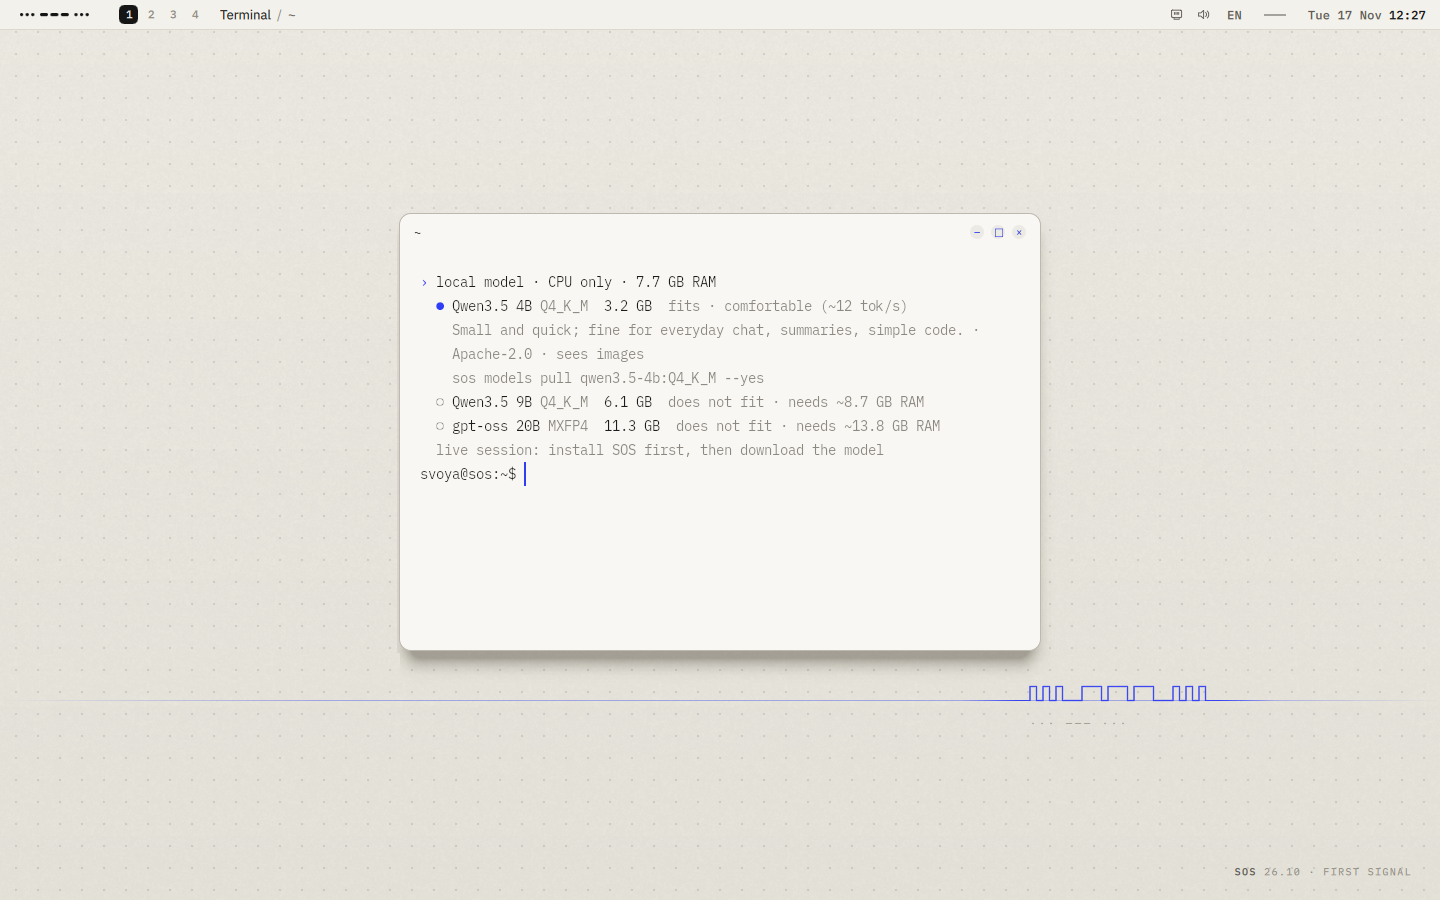 1 2 3 4 Terminal / ~ EN Tue 17 Nov 12:27
~
› local model · CPU only · 7.7 GB RAM
● Qwen3.5 4B Q4_K_M 3.2 GB fits · comfortable (~12 tok/s)
Small and quick; fine for everyday chat, summaries, simple code. ·
Apache-2.0 · sees images
sos models pull qwen3.5-4b:Q4_K_M --yes
○ Qwen3.5 9B Q4_K_M 6.1 GB does not fit · needs ~8.7 GB RAM
○ gpt-oss 20B MXFP4 11.3 GB does not fit · needs ~13.8 GB RAM
live session: install SOS first, then download the model
svoya@sos:~$
··· ——— ···
SOS 26.10 · FIRST SIGNAL